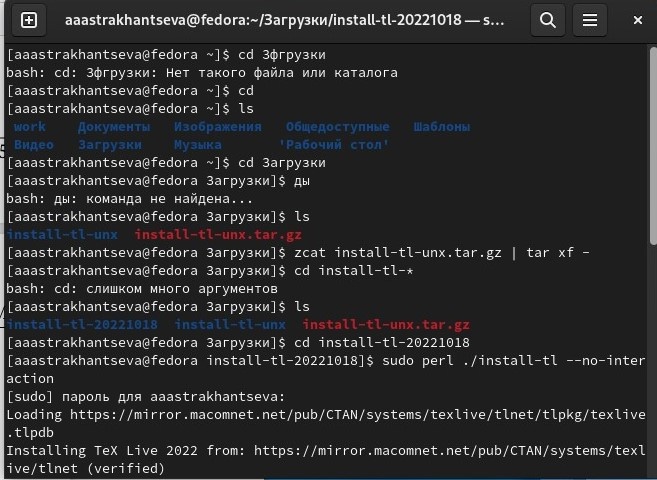 aaastrakhantseva@fedora:~/Загрузки/install-tl-20221018 — s...
[aaastrakhantseva@fedora ~]$ cd Зфгрузки
bash: cd: Зфгрузки: Нет такого файла или каталога
[aaastrakhantseva@fedora ~]$ cd
[aaastrakhantseva@fedora ~]$ ls
work Документы Изображения Общедоступные Шаблоны
Видео Загрузки Музыка 'Рабочий стол'
[aaastrakhantseva@fedora ~]$ cd Загрузки
[aaastrakhantseva@fedora Загрузки]$ ды
bash: ды: команда не найдена...
[aaastrakhantseva@fedora Загрузки]$ ls
install-tl-unx install-tl-unx.tar.gz
[aaastrakhantseva@fedora Загрузки]$ zcat install-tl-unx.tar.gz | tar xf -
[aaastrakhantseva@fedora Загрузки]$ cd install-tl-*
bash: cd: слишком много аргументов
[aaastrakhantseva@fedora Загрузки]$ ls
install-tl-20221018 install-tl-unx install-tl-unx.tar.gz
[aaastrakhantseva@fedora Загрузки]$ cd install-tl-20221018
[aaastrakhantseva@fedora install-tl-20221018]$ sudo perl ./install-tl --no-inter
action
[sudo] пароль для aaastrakhantseva:
Loading https://mirror.macomnet.net/pub/CTAN/systems/texlive/tlnet/tlpkg/texlive
.tlpdb
Installing TeX Live 2022 from: https://mirror.macomnet.net/pub/CTAN/systems/texl
ive/tlnet (verified)